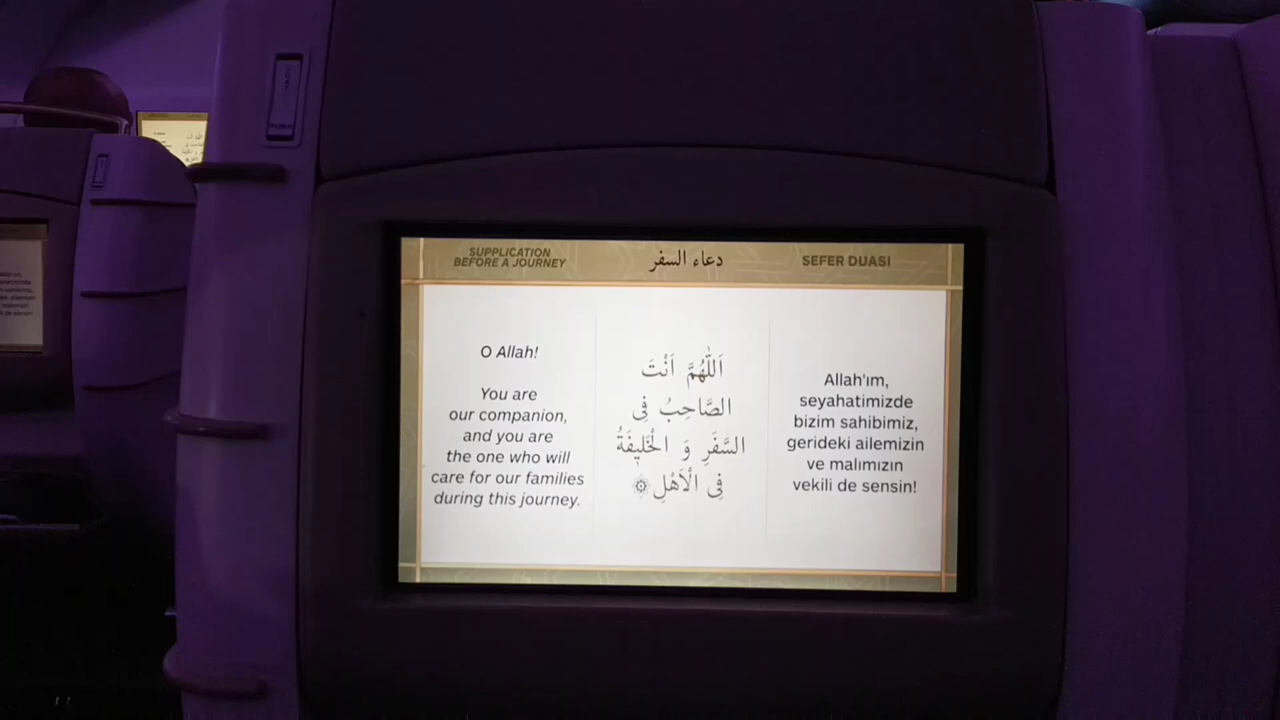 SUPPLICATION
BEFORE A JOURNEY
دعاء السفر
SEFER DUASI
O Allah!
You are
our companion,
and you are
the one who will
care for our families
during this journey.
اَللّٰهُمَّ اَنْتَ
الصَّاحِبُ فِى
السَّفَرِ وَ الْخَلِيفَةُ
فِى الْاَهْلِ
Allah'ım,
seyahatimizde
bizim sahibimiz,
gerideki ailemizin
ve malımızın
vekili de sensin!